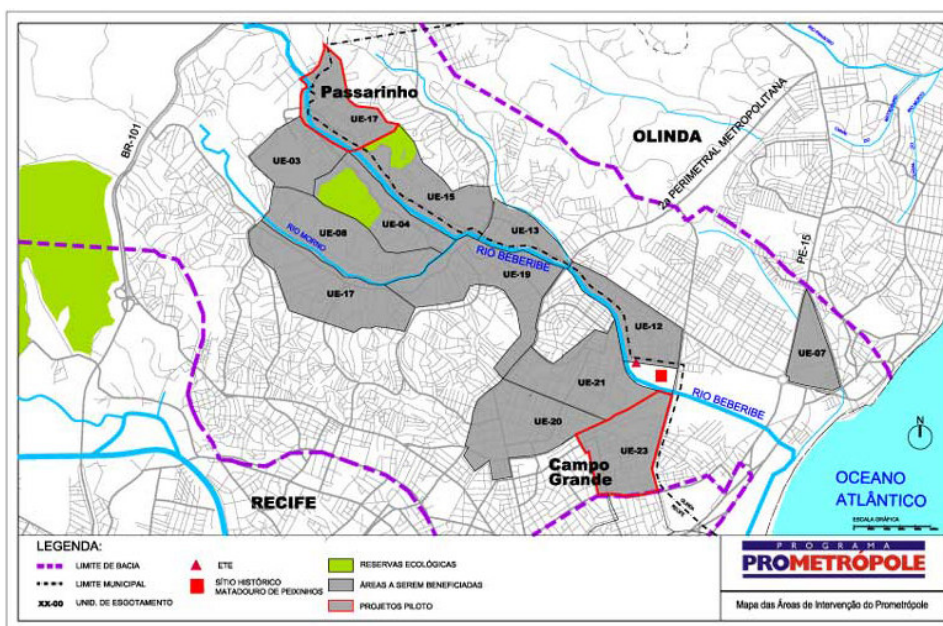 Passarinho
UE-17
OLINDA
BR-101
2a PERIMETRAL METROPOLITANA
UE-03
UE-15
UE-08
UE-04
UE-13
RIO MORNO
RIO BEBERIBE
PE-15
UE-19
UE-17
UE-12
UE-07
UE-21
RIO BEBERIBE
UE-20
UE-23
Campo
Grande
N
RECIFE
OLINDA
RECIFE
OCEANO
ATLÂNTICO
ESCALA GRÁFICA
LEGENDA:
LIMITE DE BACIA
LIMITE MUNICIPAL
XX-00 UNID. DE ESGOTAMENTO
ETE
SÍTIO HISTÓRICO
MATADOURO DE PEIXINHOS
RESERVAS ECOLÓGICAS
ÁREAS A SEREM BENEFICIADAS
PROJETOS PILOTO
PROGRAMA
PROMETRÓPOLE
Mapa das Áreas de Intervenção do Prometrópole